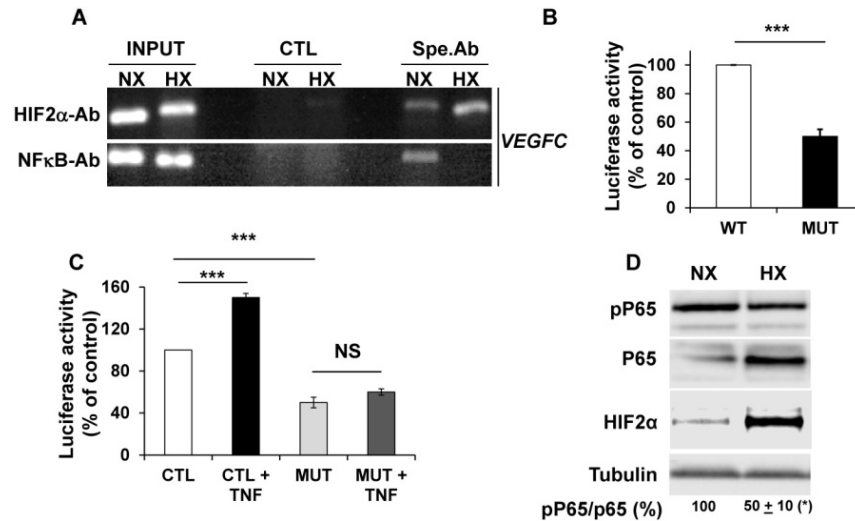 A
INPUT CTL Spe.Ab
NX HX NX HX NX HX
HIF2α-Ab
NFκB-Ab
VEGFC
B
***
Luciferase activity
(% of control)
100
80
60
40
20
0
WT MUT
C
***
***
NS
Luciferase activity
(% of control)
160
120
80
40
0
CTL CTL + TNF MUT MUT + TNF
D
NX HX
pP65
P65
HIF2α
Tubulin
pP65/p65 (%) 100 50 ± 10 (*)